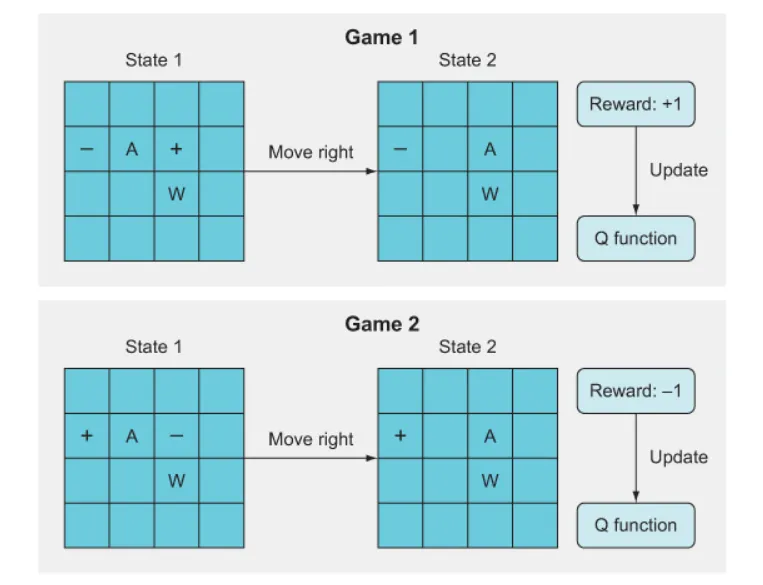 Game 1
State 1
State 2
− A +
W
Move right
− A
W
Reward: +1
Update
Q function
Game 2
State 1
State 2
+ A −
W
Move right
+ A
W
Reward: –1
Update
Q function